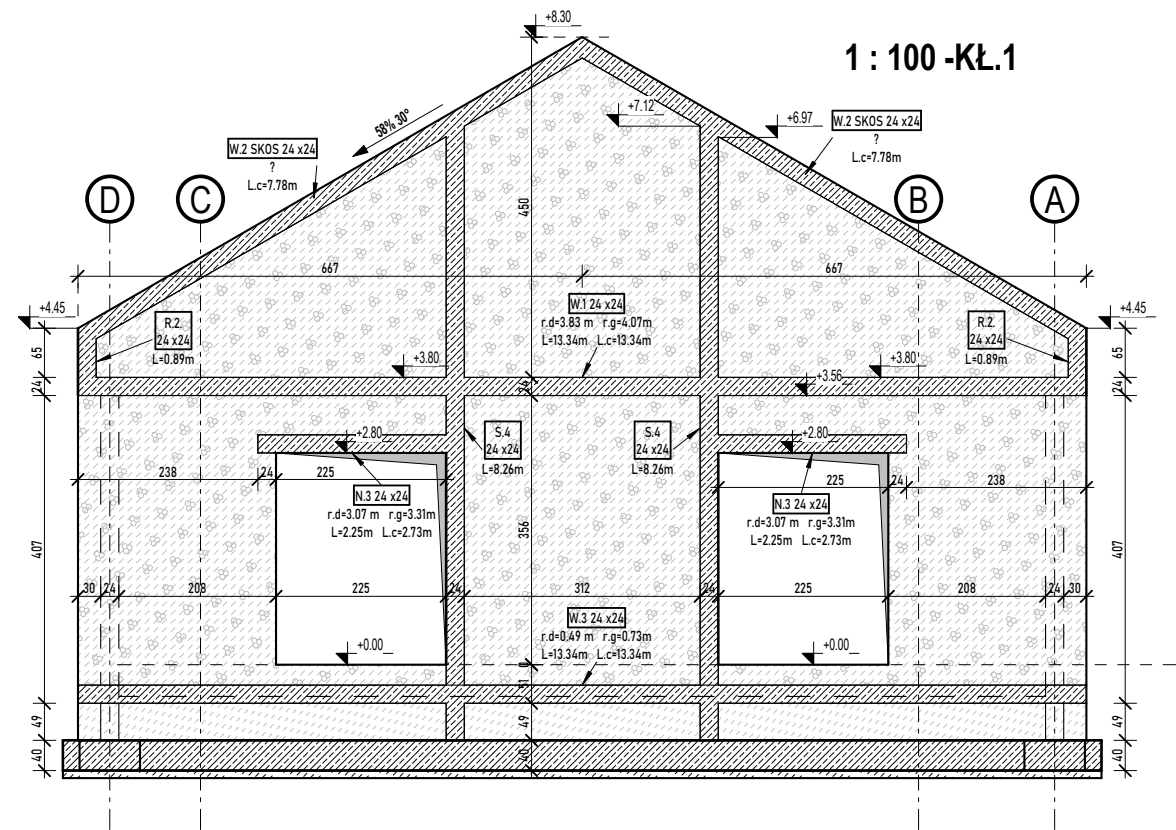 +8.30
1 : 100 -KŁ.1
+7.12
+6.97
W.2 SKOS 24 x24
?
L.c=7.78m
58% 30°
W.2 SKOS 24 x24
?
L.c=7.78m
D
C
B
A
450
667
667
+4.45
+4.45
W.1 24 x24
r.d=3.83 m r.g=4.07m
L=13.34m L.c=13.34m
R.2.
24 x24
L=0.89m
R.2.
24 x24
L=0.89m
65
65
+3.80
+3.80
24
24
24
+3.56
+2.80
+2.80
S.4
24 x24
L=8.26m
S.4
24 x24
L=8.26m
238
24
225
225
24
238
N.3 24 x24
r.d=3.07 m r.g=3.31m
L=2.25m L.c=2.73m
N.3 24 x24
r.d=3.07 m r.g=3.31m
L=2.25m L.c=2.73m
407
356
407
30
24
208
225
24
312
24
225
208
24
30
W.3 24 x24
r.d=0.49 m r.g=0.73m
L=13.34m L.c=13.34m
+0.00
+0.00
0
51
49
49
49
40
40
40